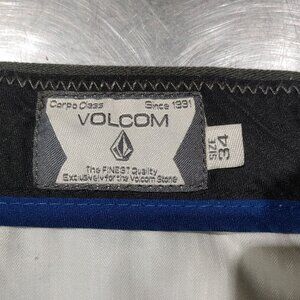 Corpo Class Since 1991
VOLCOM
The FINEST Quality
Exclusively for the Volcom Stone
SIZE 34